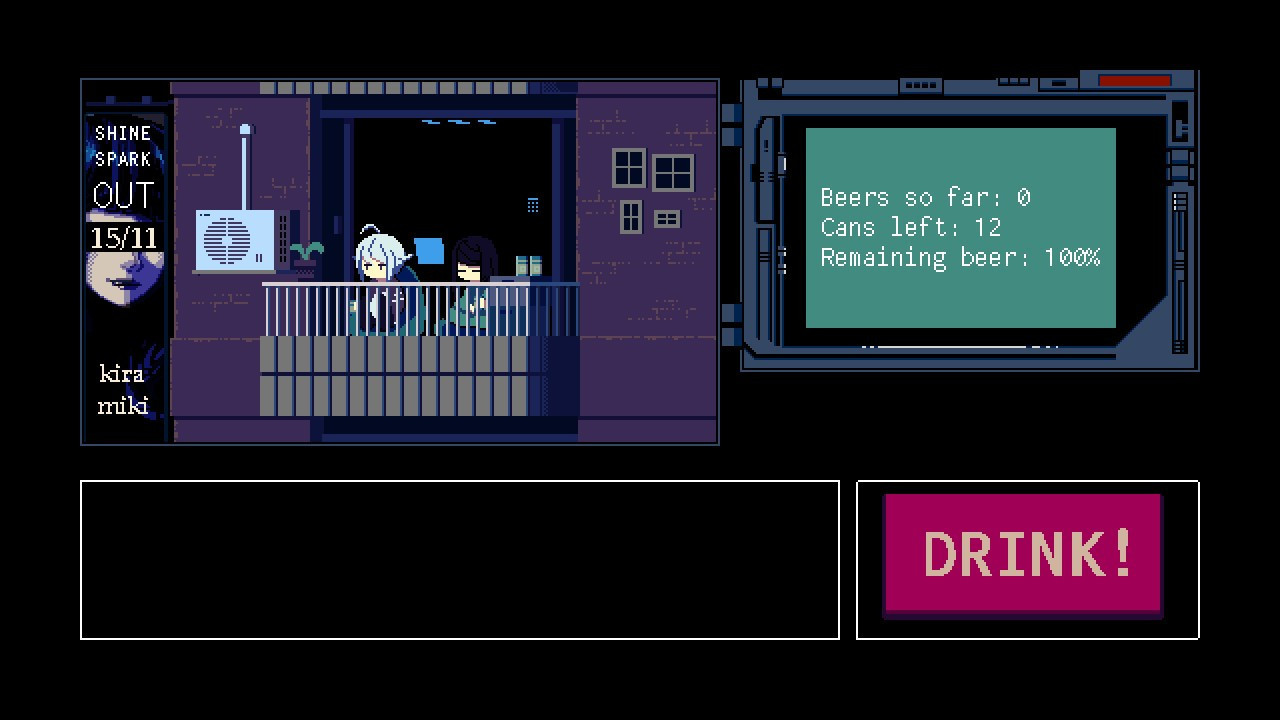 SHINE
SPARK
OUT
15/11
kira
miki
Beers so far: 0
Cans left: 12
Remaining beer: 100%
DRINK!